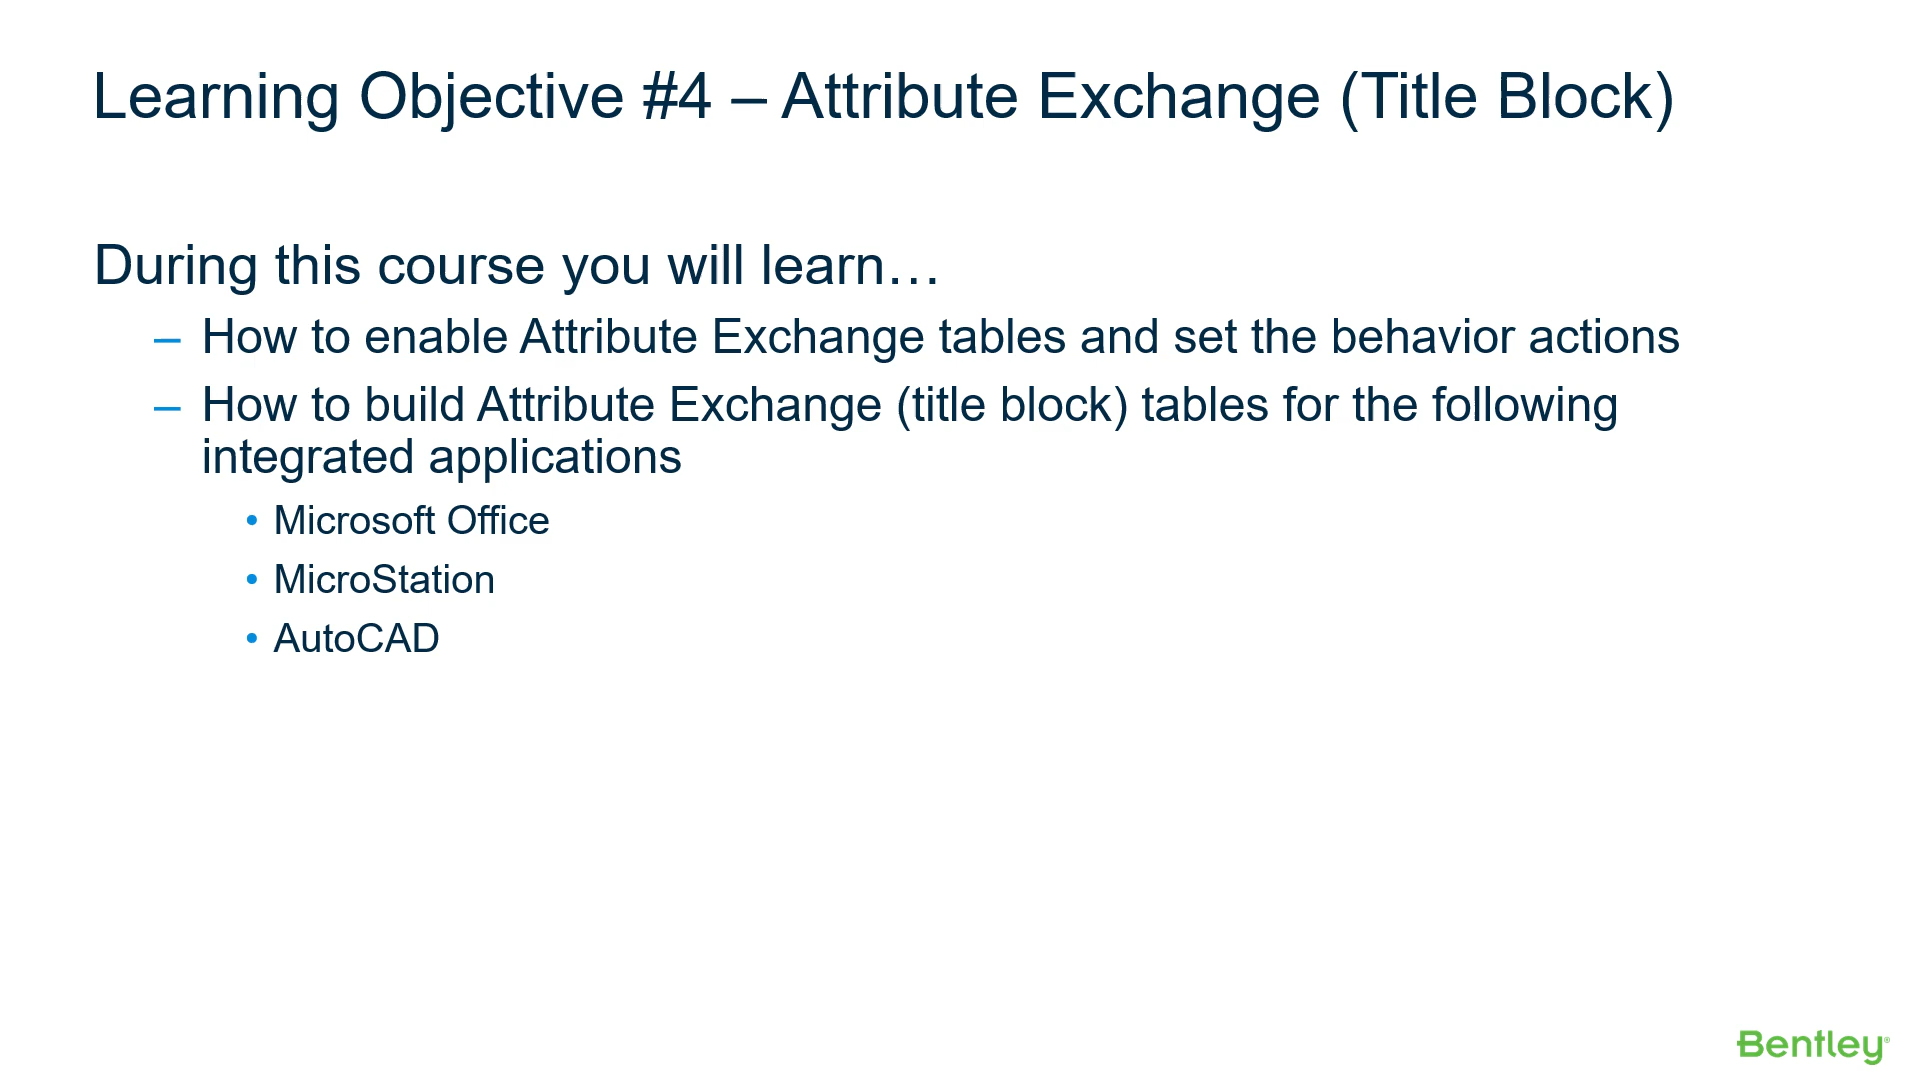 Learning Objective #4 – Attribute Exchange (Title Block)
During this course you will learn…
– How to enable Attribute Exchange tables and set the behavior actions
– How to build Attribute Exchange (title block) tables for the following
integrated applications
• Microsoft Office
• MicroStation
• AutoCAD
Bentley®